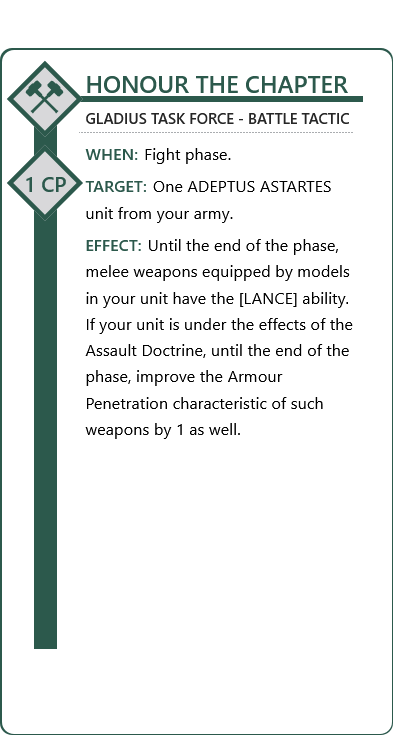 HONOUR THE CHAPTER
GLADIUS TASK FORCE - BATTLE TACTIC
WHEN: Fight phase.
1 CP
TARGET: One ADEPTUS ASTARTES
unit from your army.
EFFECT: Until the end of the phase,
melee weapons equipped by models
in your unit have the [LANCE] ability.
If your unit is under the effects of the
Assault Doctrine, until the end of the
phase, improve the Armour
Penetration characteristic of such
weapons by 1 as well.